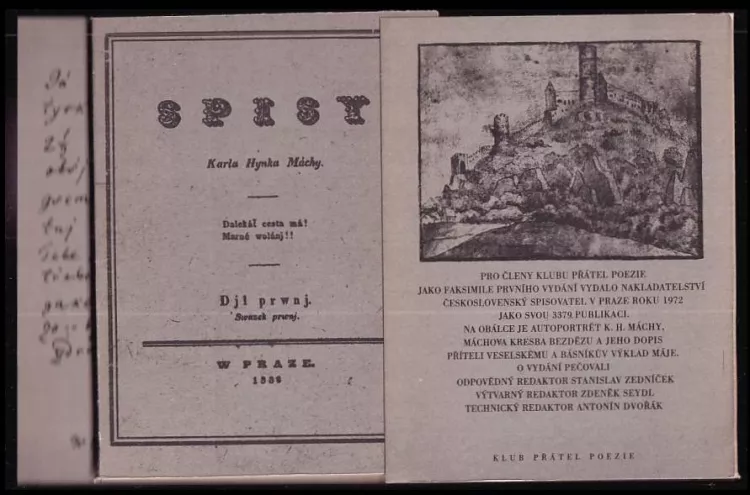 SPISY
Karla Hynka Máchy.
Daleká! cesta má!
Marné wolánj!!
Djl prwnj.
Swazek prwnj.
W PRAZE.
1836
PRO ČLENY KLUBU PŘÁTEL POEZIE
JAKO FAKSIMILE PRVNÍHO VYDÁNÍ VYDALO NAKLADATELSTVÍ
ČESKOSLOVENSKÝ SPISOVATEL V PRAZE ROKU 1972
JAKO SVOU 3379. PUBLIKACI.
NA OBÁLCE JE AUTOPORTRÉT K. H. MÁCHY,
MÁCHOVA KRESBA BEZDĚZU A JEHO DOPIS
PŘÍTELI VESELSKÉMU A BÁSNÍKŮV VÝKLAD MÁJE.
O VYDÁNÍ PEČOVALI
ODPOVĚDNÝ REDAKTOR STANISLAV ZEDNÍČEK
VÝTVARNÝ REDAKTOR ZDENĚK SEYDL
TECHNICKÝ REDAKTOR ANTONÍN DVOŘÁK
KLUB PŘÁTEL POEZIE